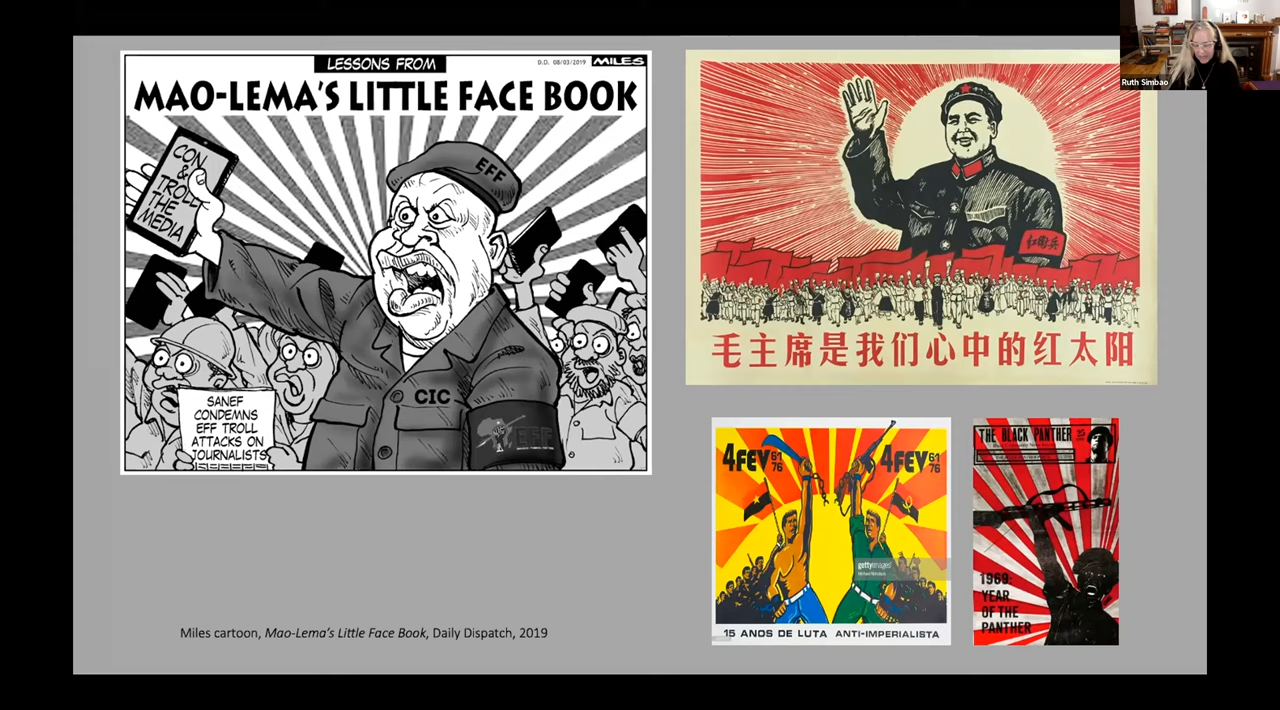 LESSONS FROM
D.D. 08/03/2019
MILES
MAO-LEMA'S LITTLE FACE BOOK
CON
&
TROLL
THE
MEDIA
EFF
CIC
EFF
SANEF
CONDEMNS
EFF TROLL
ATTACKS ON
JOURNALISTS
Miles cartoon, Mao-Lema's Little Face Book, Daily Dispatch, 2019
Ruth Simbao
红卫兵
毛主席是我们心中的红太阳
4FEV 61
76
4FEV 61
76
gettyimages
15 ANOS DE LUTA ANTI-IMPERIALISTA
THE BLACK PANTHER
1969:
YEAR
OF THE
PANTHER